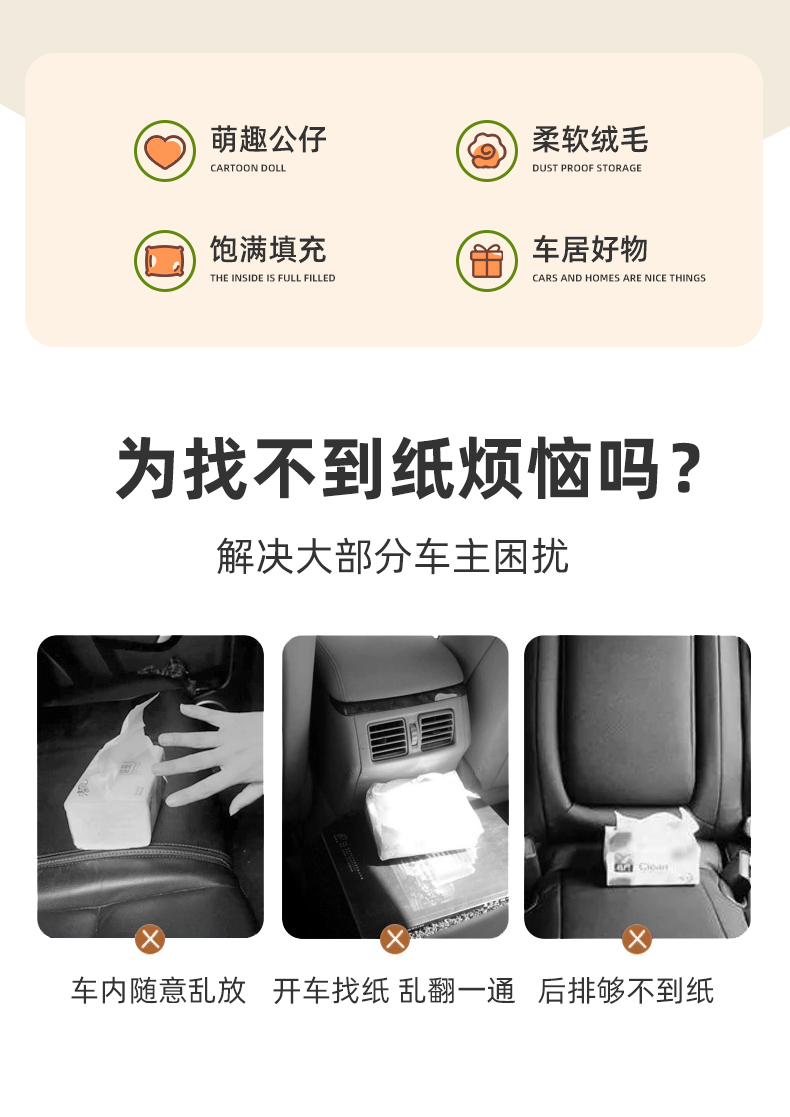 萌趣公仔
CARTOON DOLL
柔软绒毛
DUST PROOF STORAGE
饱满填充
THE INSIDE IS FULL FILLED
车居好物
CARS AND HOMES ARE NICE THINGS
为找不到纸烦恼吗？
解决大部分车主困扰
Clean
车内随意乱放
开车找纸 乱翻一通
后排够不到纸